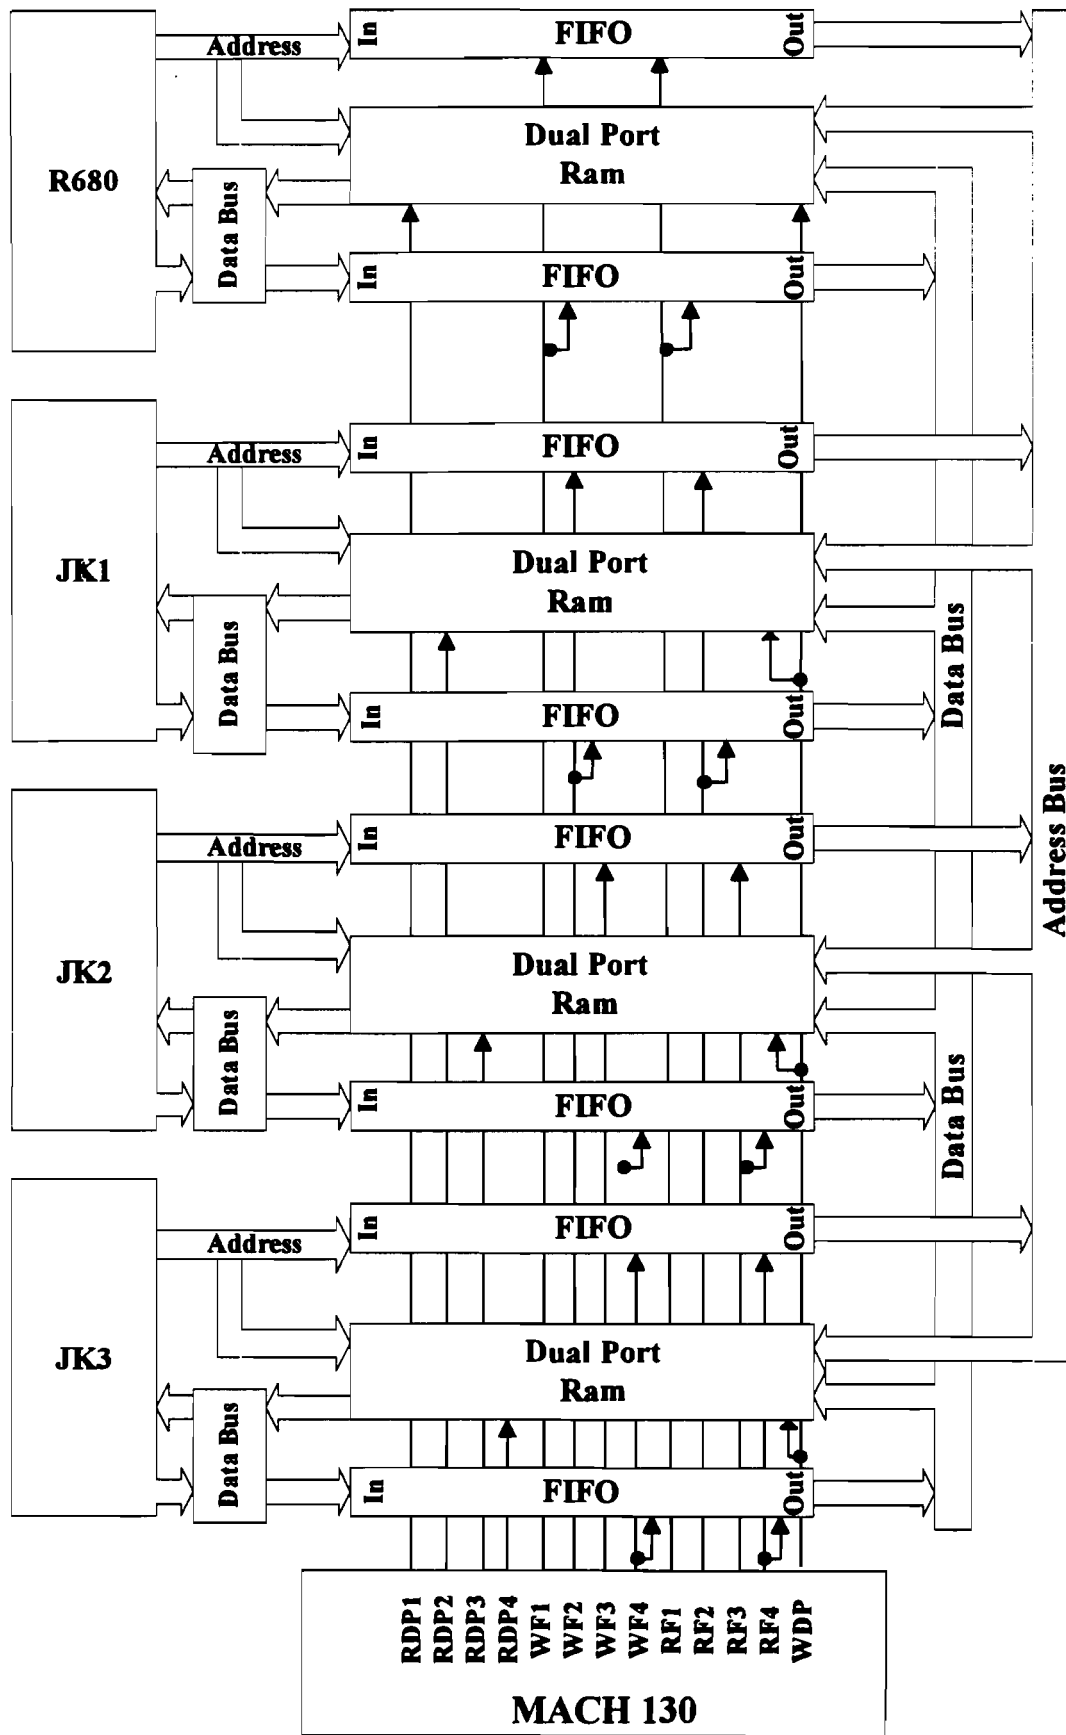 In
FIFO
Out
Address
Dual Port
Ram
R680
Data Bus
In
FIFO
Out
In
FIFO
Out
Address
Dual Port
Ram
JK1
Data Bus
In
FIFO
Out
Data Bus
In
FIFO
Out
Address
Address Bus
Dual Port
Ram
JK2
Data Bus
In
FIFO
Out
Data Bus
In
FIFO
Out
Address
Dual Port
Ram
JK3
Data Bus
In
FIFO
Out
RDP1
RDP2
RDP3
RDP4
WF1
WF2
WF3
WF4
RF1
RF2
RF3
RF4
WDP
MACH 130